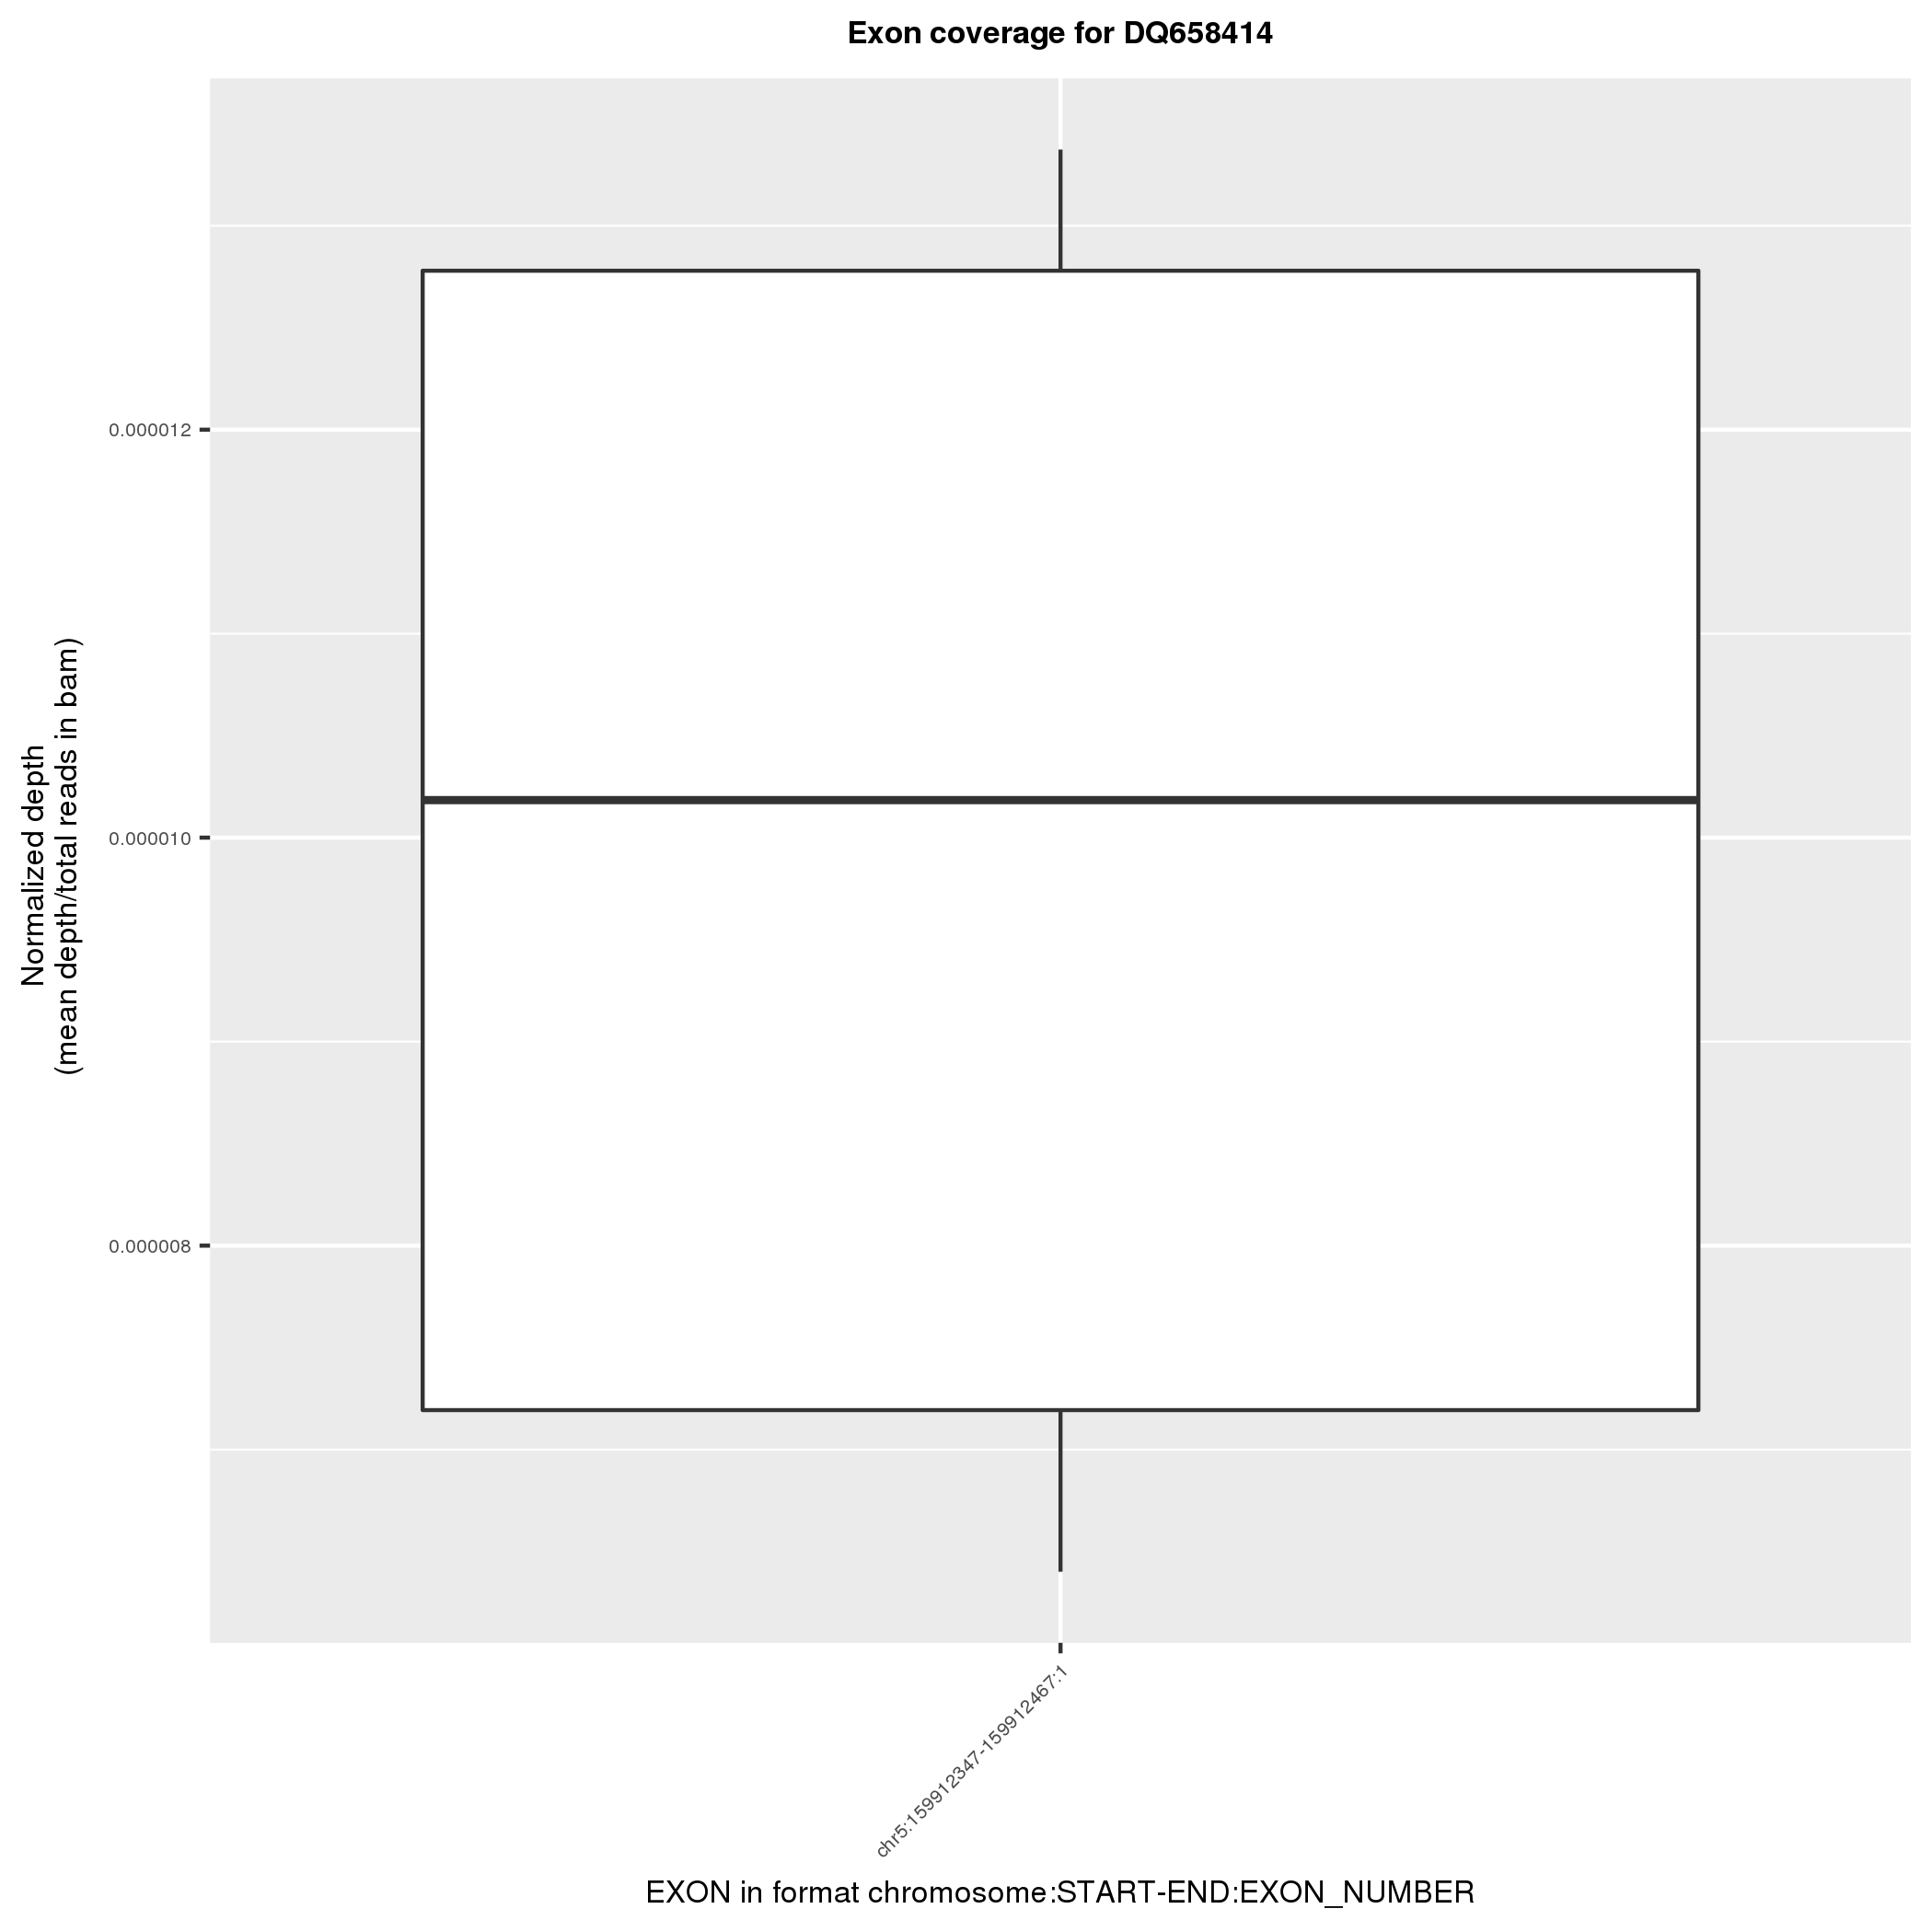 Exon coverage for DQ658414
Normalized depth
(mean depth/total reads in bam)
0.000012
0.000010
0.000008
chr5:159912347-159912467:1
EXON in format chromosome:START-END:EXON_NUMBER